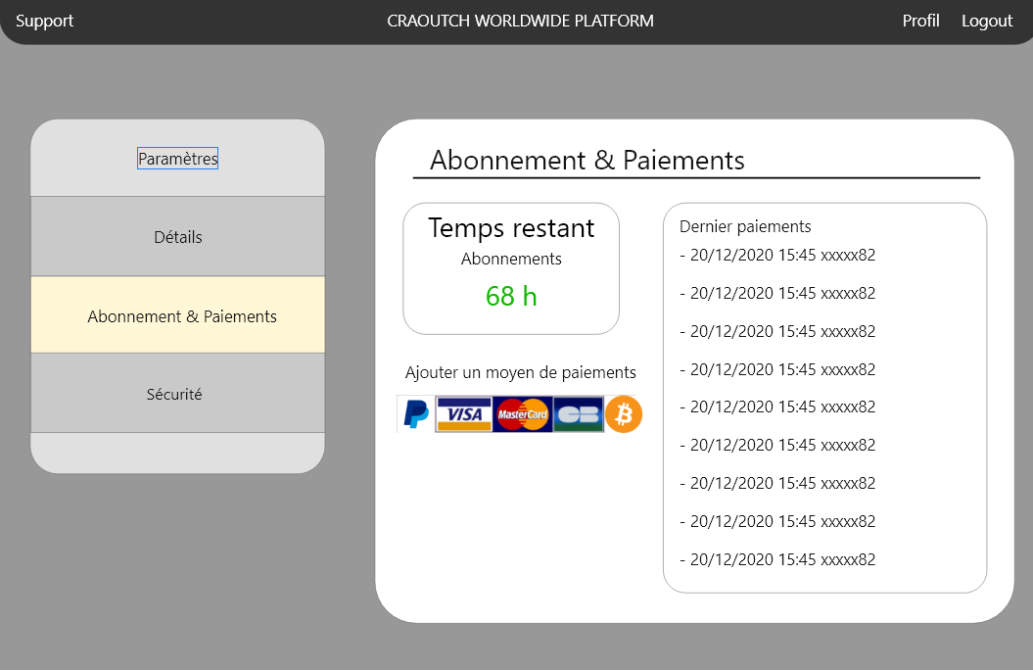 Support
CRAOUTCH WORLDWIDE PLATFORM
Profil
Logout
Paramètres
Détails
Abonnement & Paiements
Sécurité
Abonnement & Paiements
Temps restant
Abonnements
68 h
Ajouter un moyen de paiements
VISA
MasterCard
CB
Dernier paiements
- 20/12/2020 15:45 xxxxx82
- 20/12/2020 15:45 xxxxx82
- 20/12/2020 15:45 xxxxx82
- 20/12/2020 15:45 xxxxx82
- 20/12/2020 15:45 xxxxx82
- 20/12/2020 15:45 xxxxx82
- 20/12/2020 15:45 xxxxx82
- 20/12/2020 15:45 xxxxx82
- 20/12/2020 15:45 xxxxx82